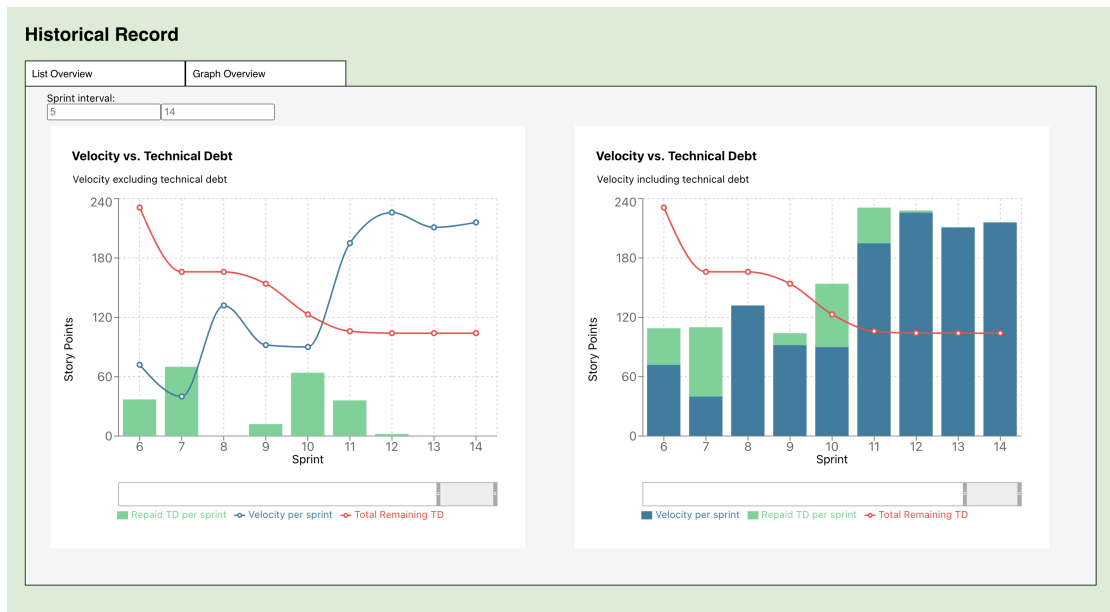 Historical Record
List Overview
Graph Overview
Sprint interval:
5
14
Velocity vs. Technical Debt
Velocity excluding technical debt
240
180
120
60
0
Story Points
6 7 8 9 10 11 12 13 14
Sprint
Repaid TD per sprint Velocity per sprint Total Remaining TD
Velocity vs. Technical Debt
Velocity including technical debt
240
180
120
60
0
Story Points
6 7 8 9 10 11 12 13 14
Sprint
Velocity per sprint Repaid TD per sprint Total Remaining TD